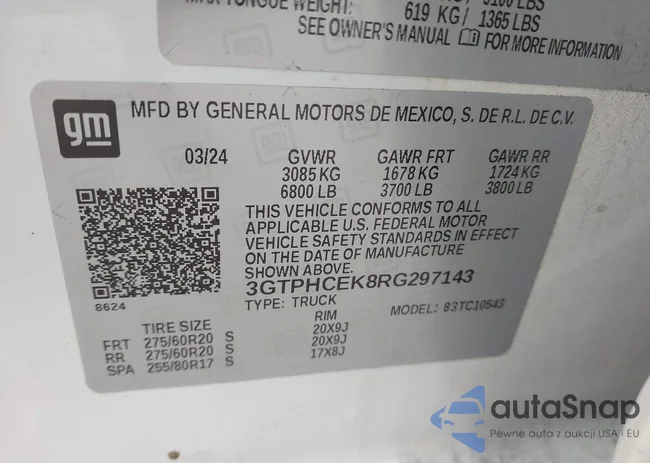 MAX TONGUE WEIGHT: 619 KG/ 1365 LBS
SEE OWNER'S MANUAL FOR MORE INFORMATION
gm
MFD BY GENERAL MOTORS DE MEXICO, S. DE R.L. DE C.V.
03/24 GVWR GAWR FRT GAWR RR
3085 KG 1678 KG 1724 KG
6800 LB 3700 LB 3800 LB
THIS VEHICLE CONFORMS TO ALL
APPLICABLE U.S. FEDERAL MOTOR
VEHICLE SAFETY STANDARDS IN EFFECT
ON THE DATE OF MANUFACTURE
SHOWN ABOVE.
3GTPHCEK8RG297143
8624
TYPE: TRUCK MODEL: 83TC10543
TIRE SIZE RIM
FRT 275/60R20 S 20X9J
RR 275/60R20 S 20X9J
SPA 255/80R17 S 17X8J
autaSnap
Pewne auta z aukcji USA i EU